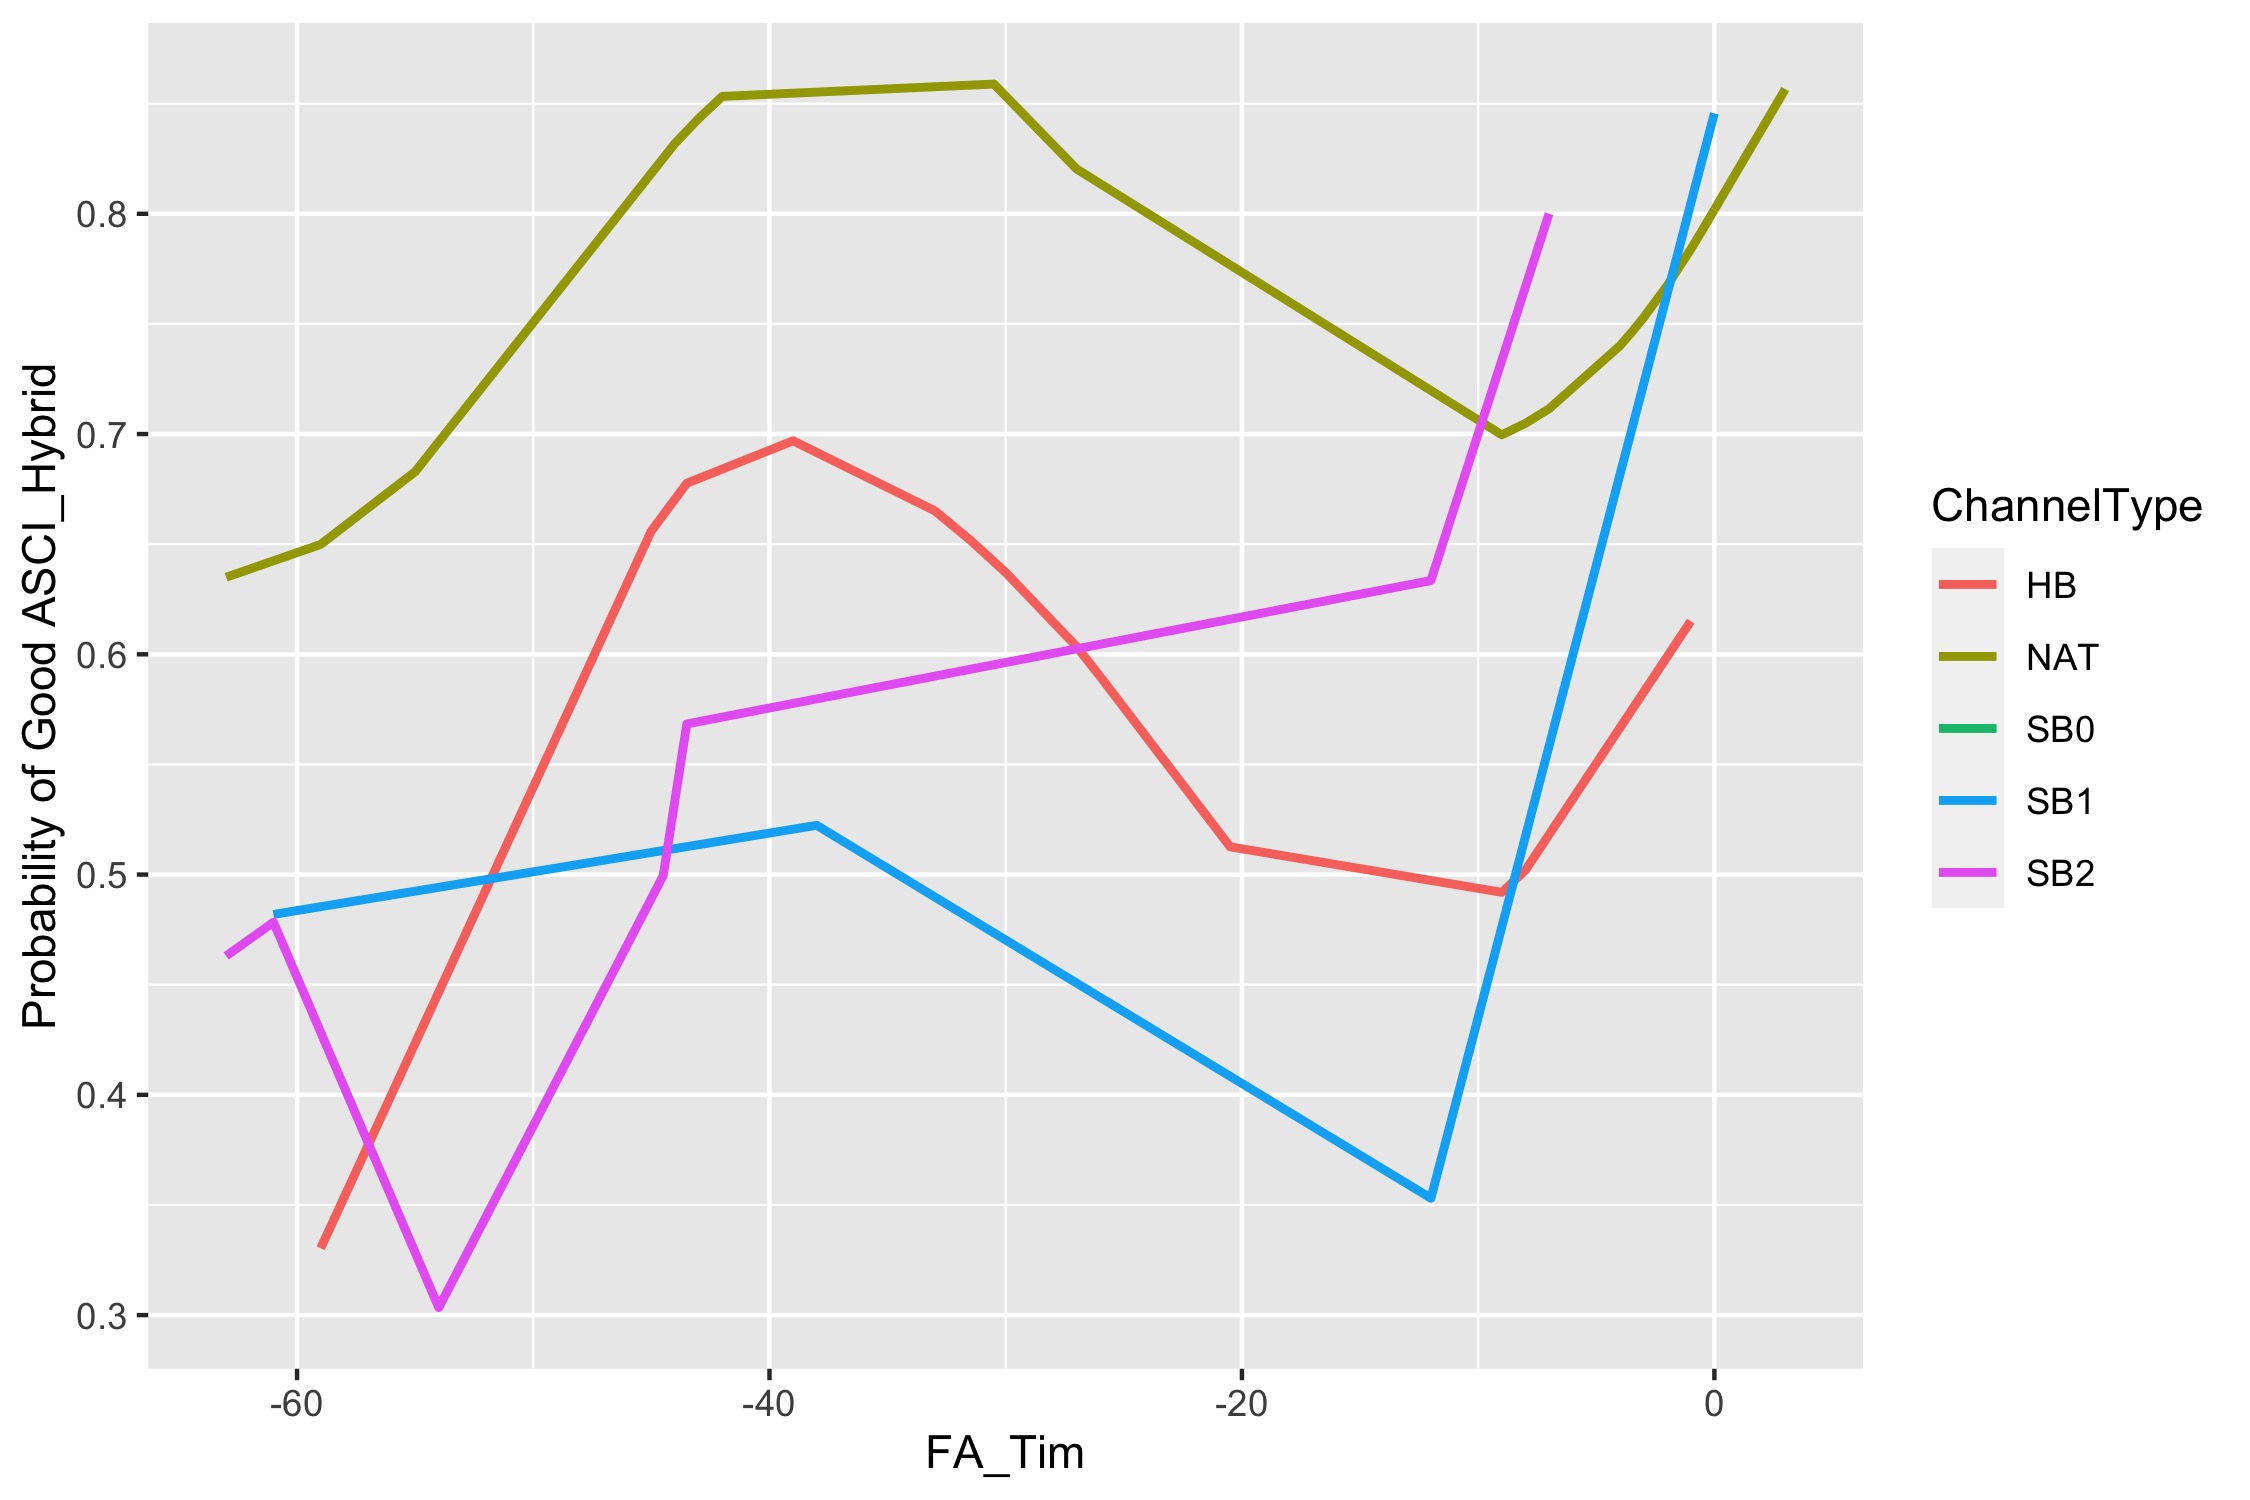 Probability of Good ASCI_Hybrid
0.8
0.7
0.6
0.5
0.4
0.3
-60 -40 -20 0
FA_Tim
ChannelType
HB
NAT
SB0
SB1
SB2